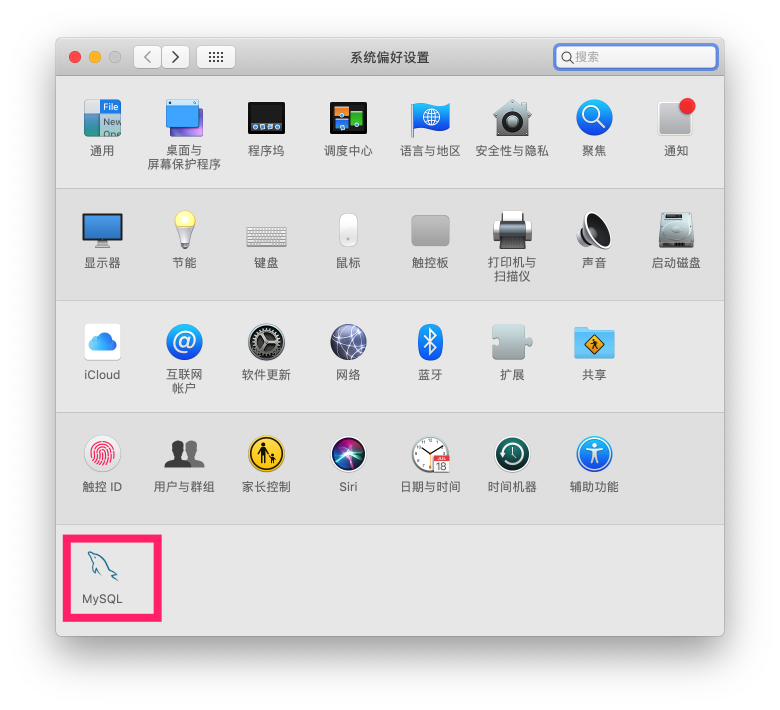 系统偏好设置
搜索
File
New
Ope
通用
桌面与
屏幕保护程序
程序坞
调度中心
语言与地区
安全性与隐私
聚焦
通知
显示器
节能
键盘
鼠标
触控板
打印机与
扫描仪
声音
启动磁盘
iCloud
@
互联网
帐户
软件更新
网络
蓝牙
扩展
共享
触控 ID
用户与群组
家长控制
Siri
JUL
18
日期与时间
时间机器
辅助功能
MySQL